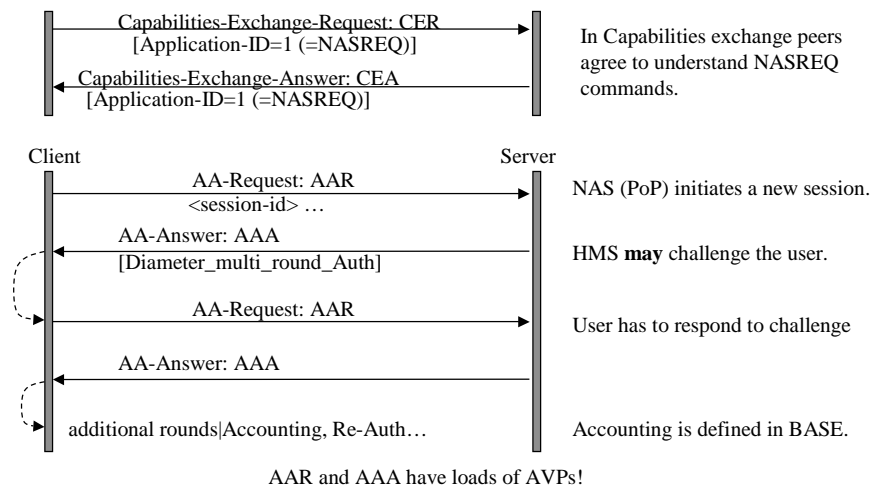 Capabilities-Exchange-Request: CER
[Application-ID=1 (=NASREQ)]
Capabilities-Exchange-Answer: CEA
[Application-ID=1 (=NASREQ)]
In Capabilities exchange peers
agree to understand NASREQ
commands.
Client
Server
AA-Request: AAR
<session-id> …
NAS (PoP) initiates a new session.
AA-Answer: AAA
[Diameter_multi_round_Auth]
HMS may challenge the user.
AA-Request: AAR
User has to respond to challenge
AA-Answer: AAA
additional rounds|Accounting, Re-Auth…
Accounting is defined in BASE.
AAR and AAA have loads of AVPs!